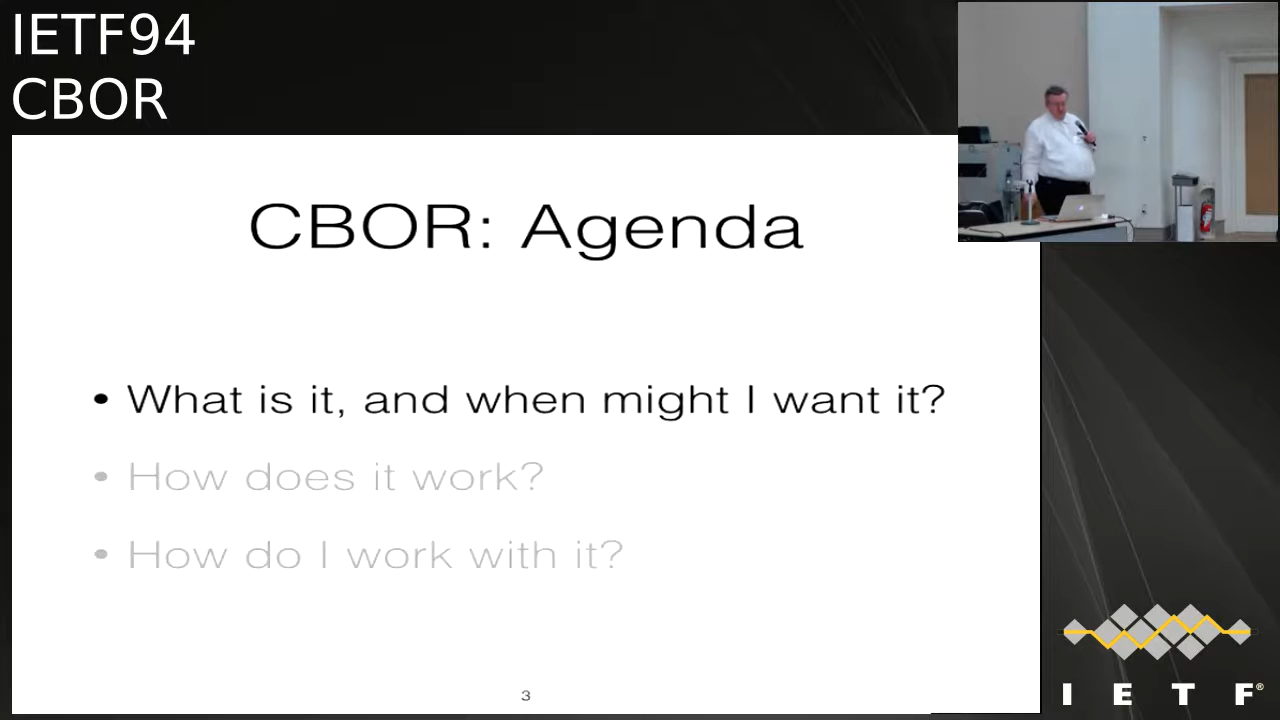 IETF94
CBOR
CBOR: Agenda
• What is it, and when might I want it?
• How does it work?
• How do I work with it?
3
I E T F®